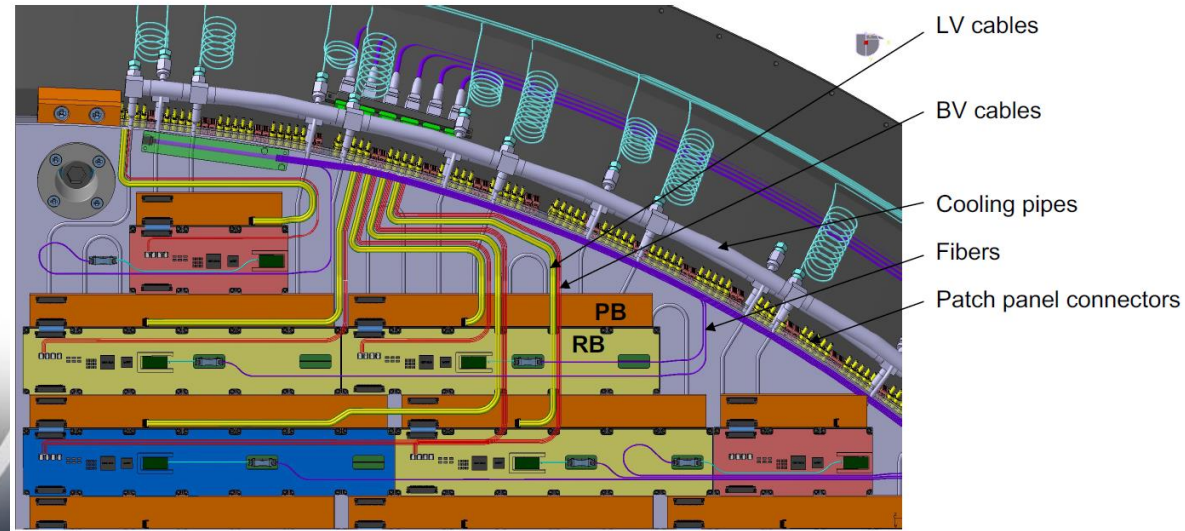 LV cables
BV cables
Cooling pipes
Fibers
Patch panel connectors
PB
RB